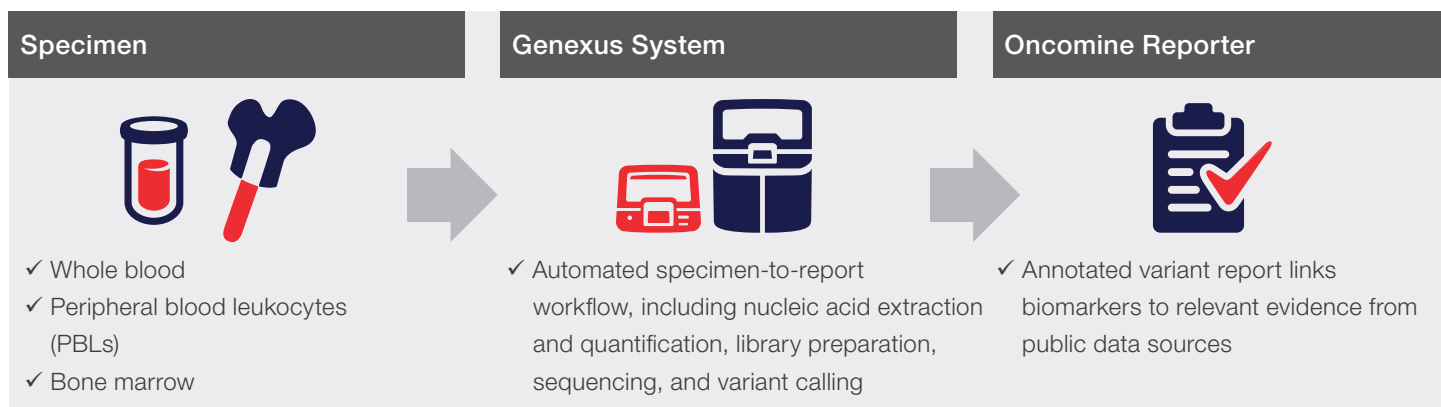 Specimen
✓ Whole blood
✓ Peripheral blood leukocytes
(PBLs)
✓ Bone marrow
Genexus System
✓ Automated specimen-to-report
workflow, including nucleic acid extraction
and quantification, library preparation,
sequencing, and variant calling
Oncomine Reporter
✓ Annotated variant report links
biomarkers to relevant evidence from
public data sources